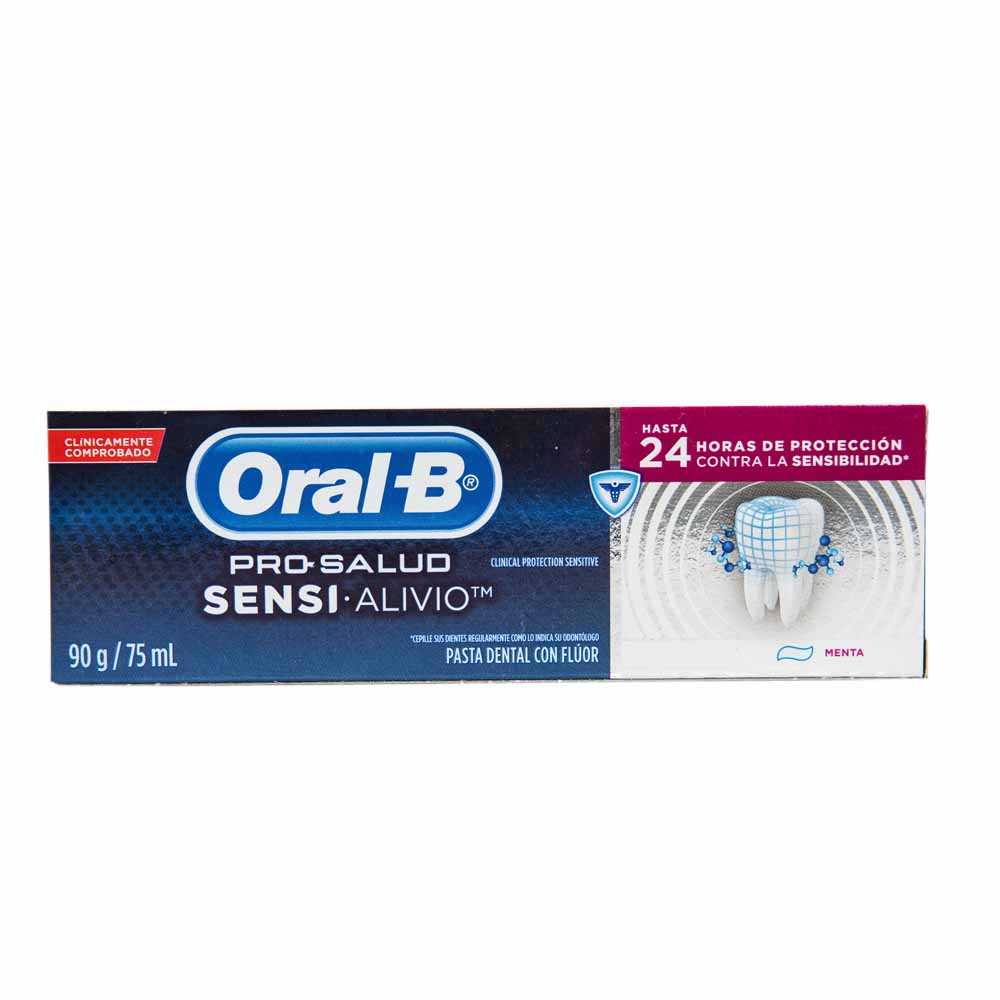 CLÍNICAMENTE
COMPROBADO
Oral-B®
PRO-SALUD
SENSI·ALIVIO™
CLINICAL PROTECTION SENSITIVE
*CEPILLE SUS DIENTES REGULARMENTE COMO LO INDICA SU ODONTÓLOGO
90 g / 75 mL
PASTA DENTAL CON FLÚOR
HASTA
24 HORAS DE PROTECCIÓN
CONTRA LA SENSIBILIDAD*
MENTA